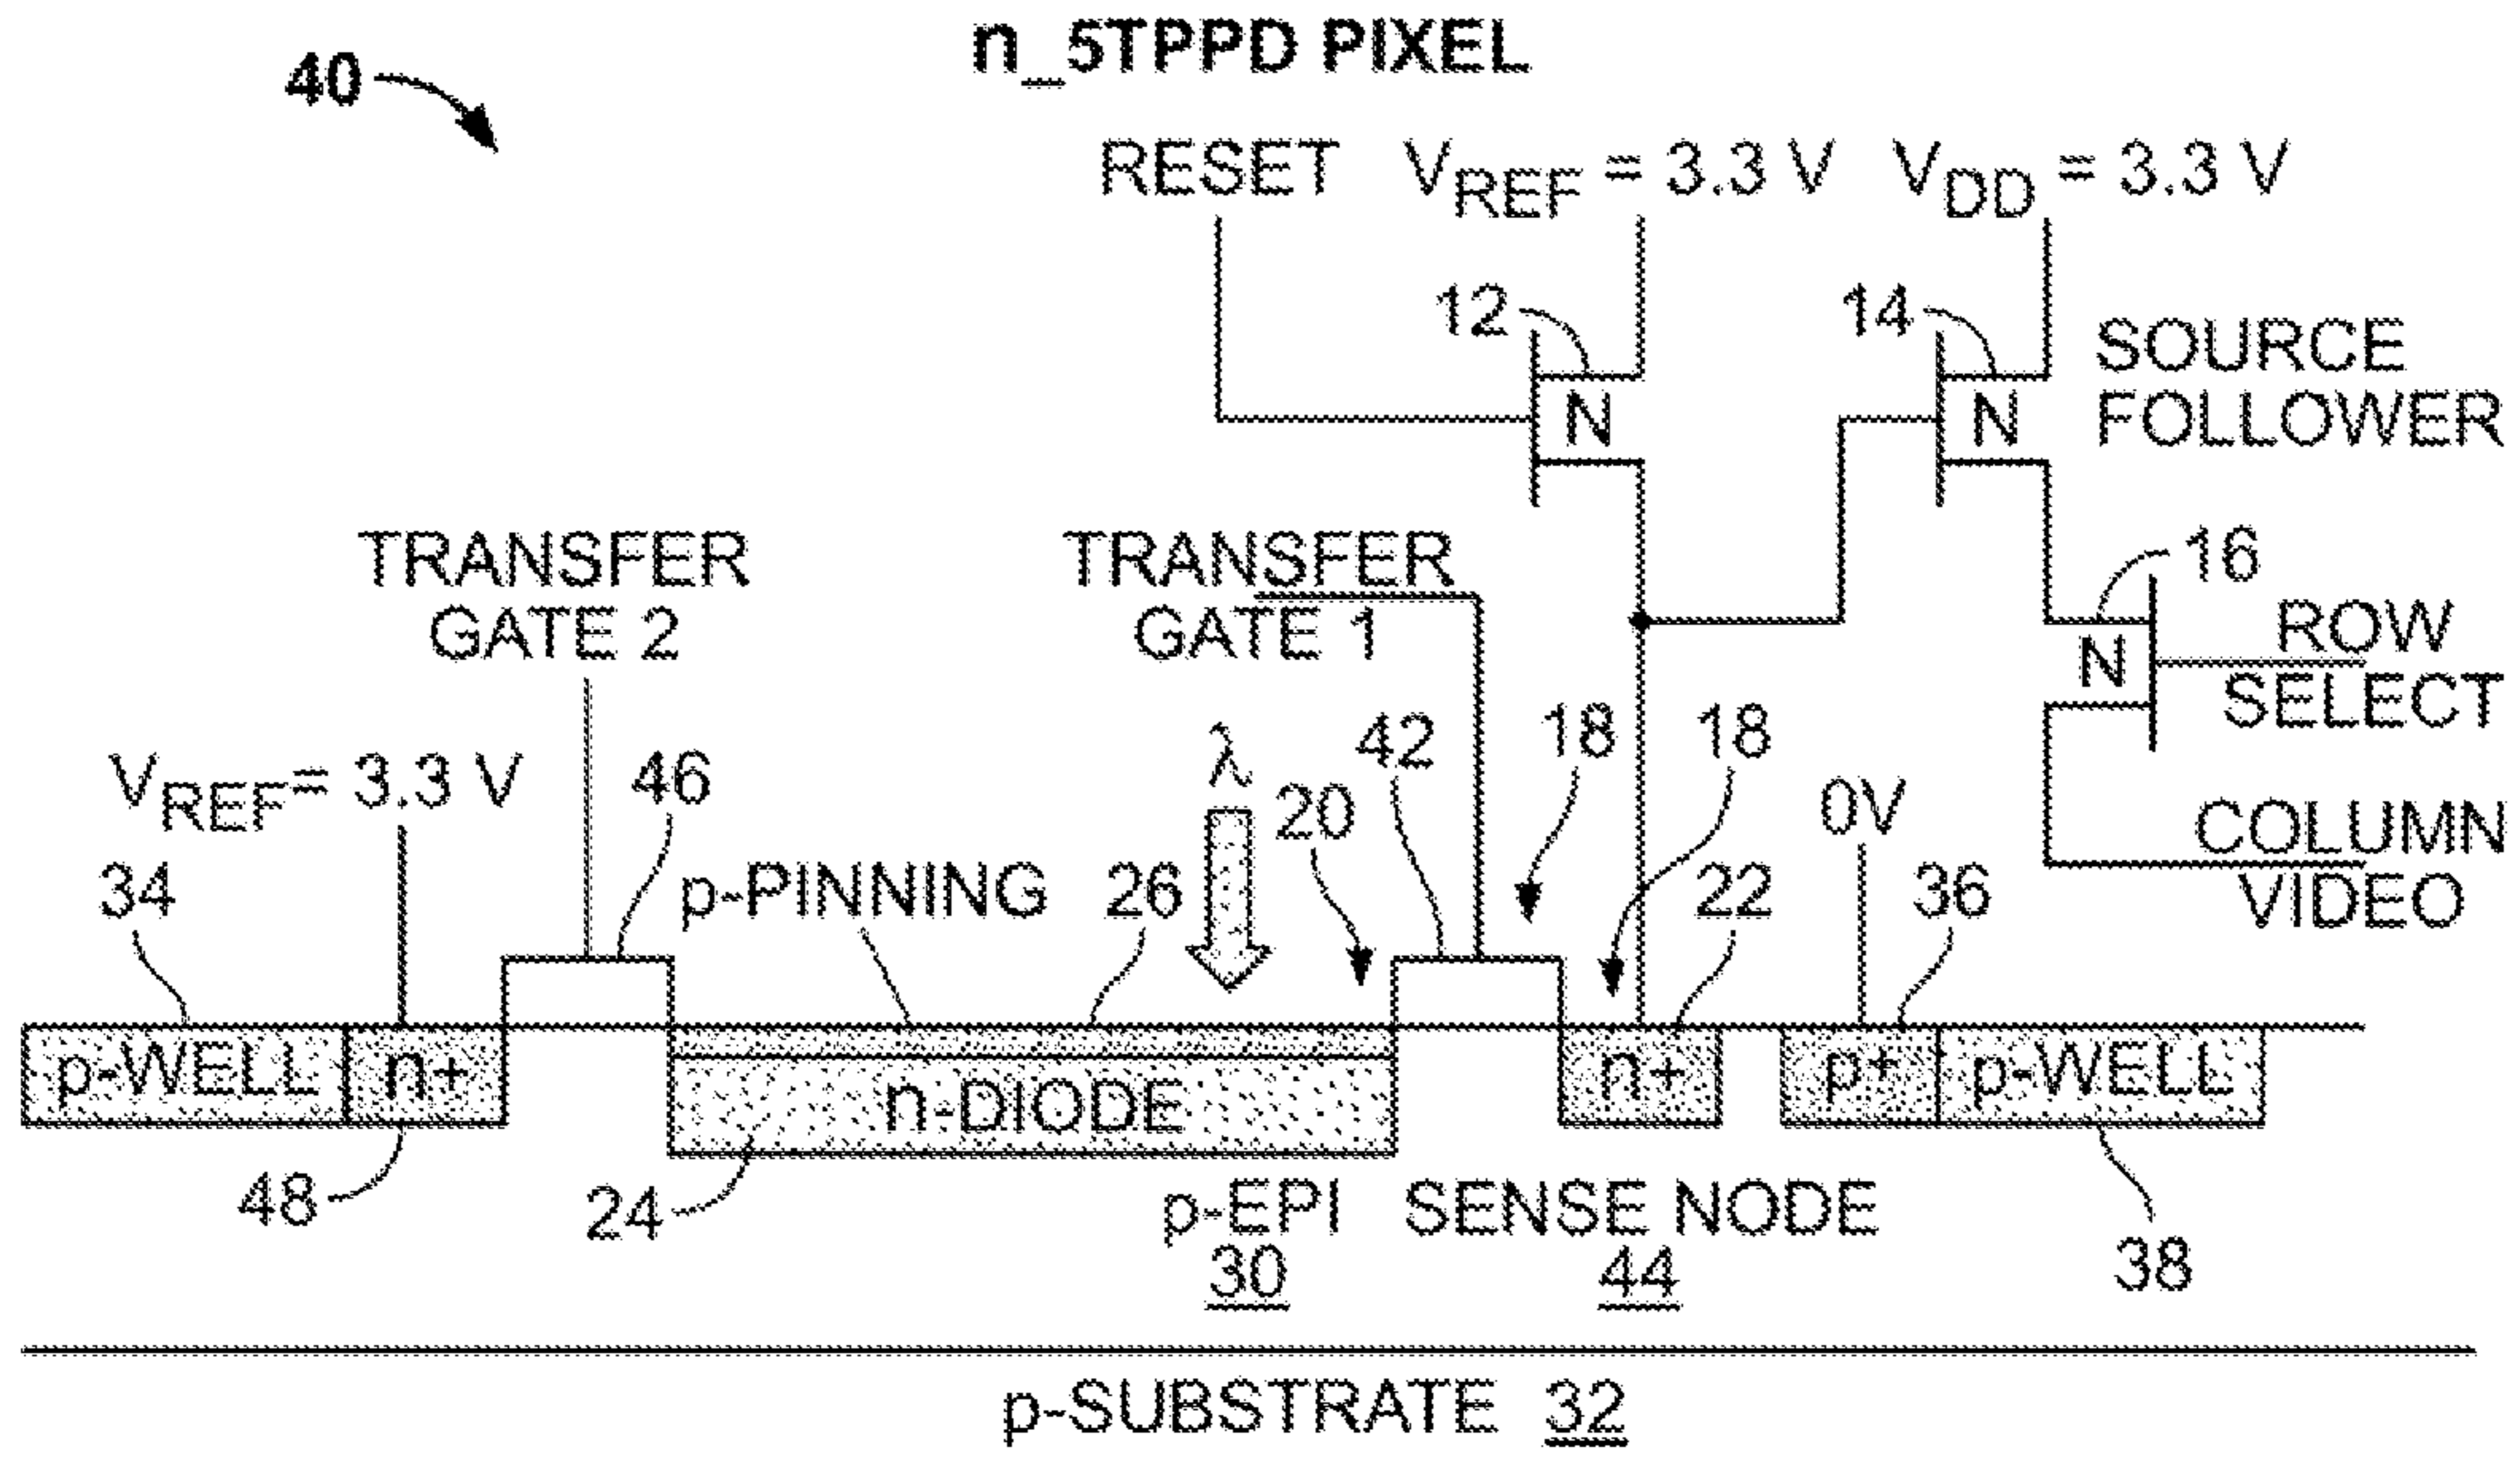 n_5TPPD PIXEL
40
RESET VREF = 3.3 V VDD = 3.3 V
12
14
SOURCE
FOLLOWER
N
N
TRANSFER
GATE 2
TRANSFER
GATE 1
16
ROW
SELECT
N
VREF = 3.3 V
46
λ
20
42
18
18
0V
COLUMN
VIDEO
34
p-PINNING
26
22
36
p-WELL
n+
n-DIODE
n+
p+
p-WELL
48
24
p-EPI
30
SENSE NODE
44
38
p-SUBSTRATE 32